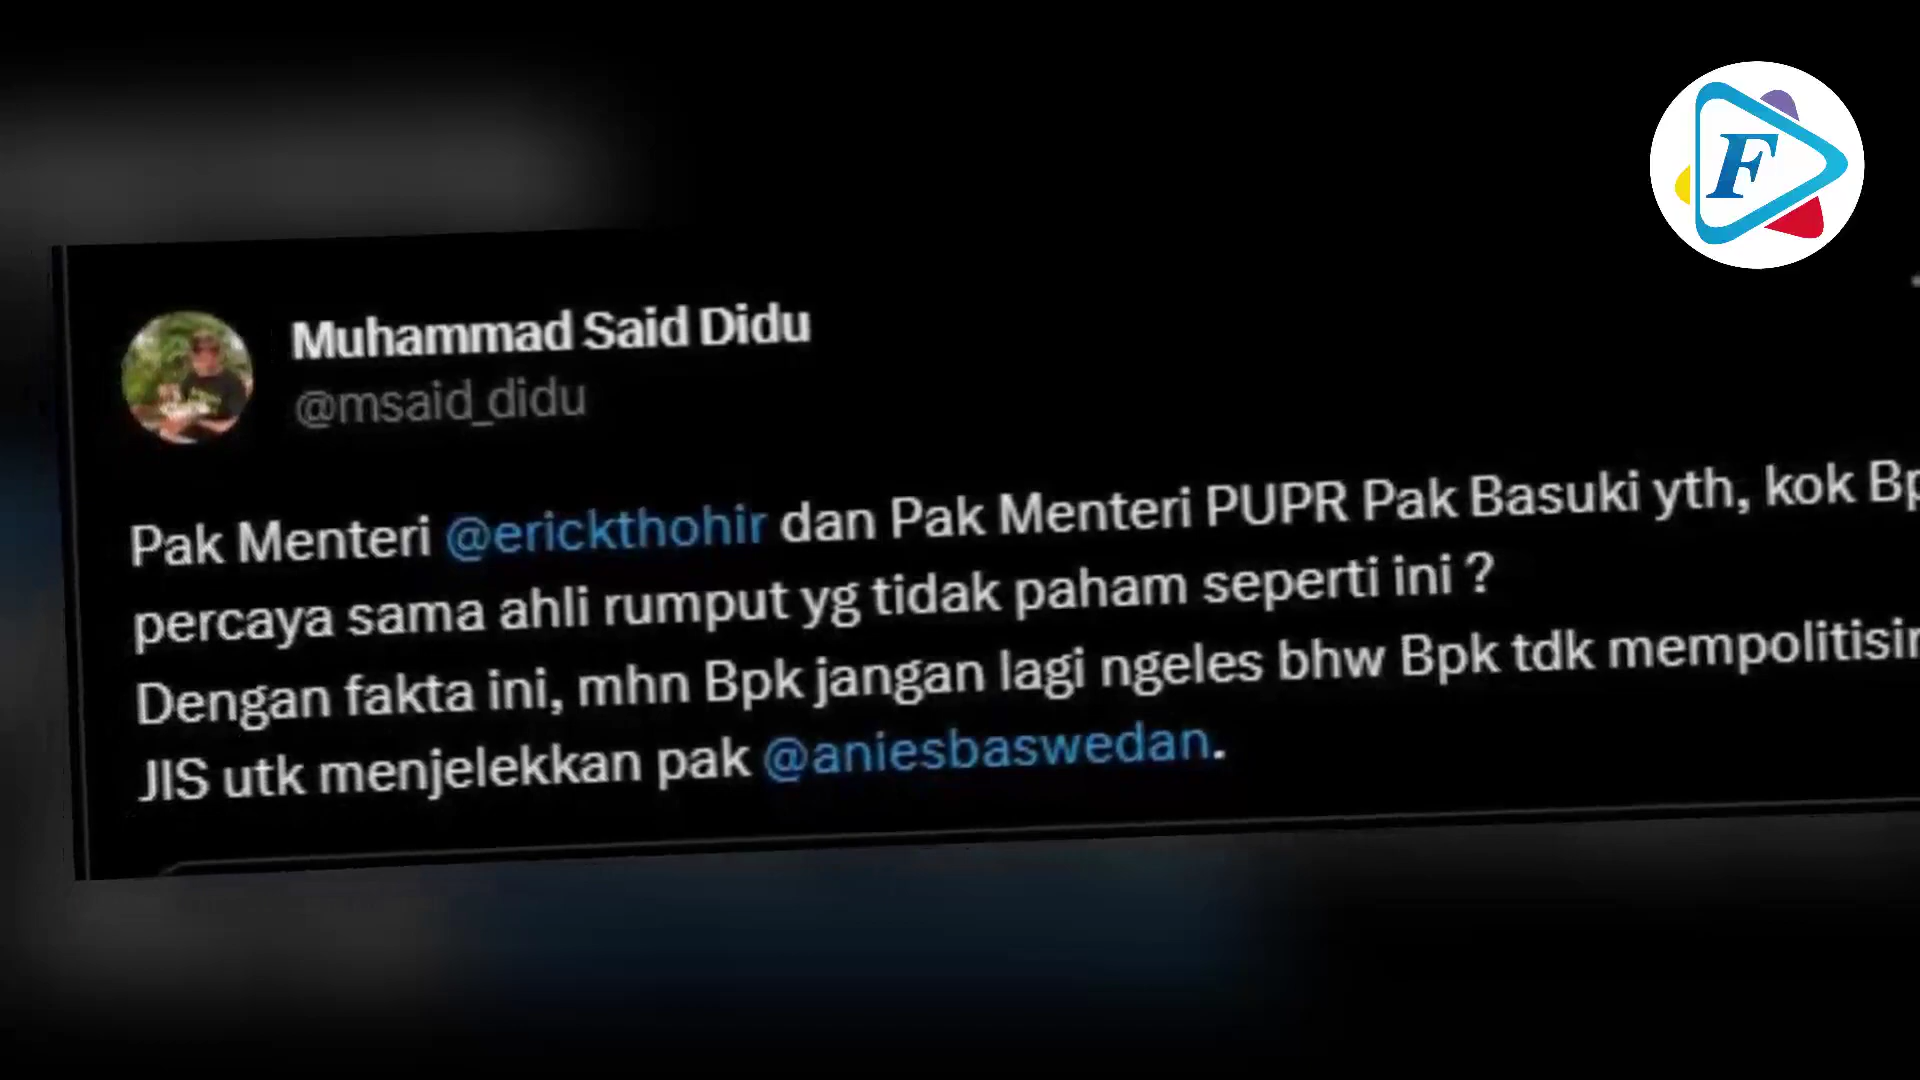 F
Muhammad Said Didu
@msaid_didu
Pak Menteri @erickthohir dan Pak Menteri PUPR Pak Basuki yth, kok
percaya sama ahli rumput yg tidak paham seperti ini ?
Dengan fakta ini, mhn Bpk jangan lagi ngeles bhw Bpk tdk
JIS utk menjelekkan pak @aniesbaswedan.